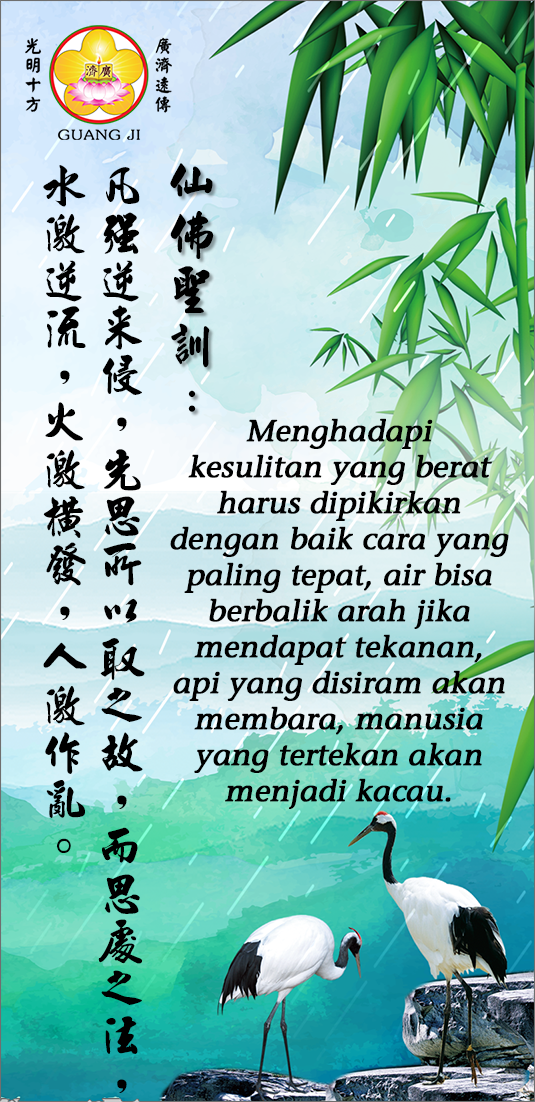 光明十方
廣濟遠傳
廣濟
GUANG JI
仙佛聖訓：
凡强逆来侵，先思所以取之故，而思處之法，
水激逆流，火激橫發，人激作亂。
Menghadapi
kesulitan yang berat
harus dipikirkan
dengan baik cara yang
paling tepat, air bisa
berbalik arah jika
mendapat tekanan,
api yang disiram akan
membara, manusia
yang tertekan akan
menjadi kacau.